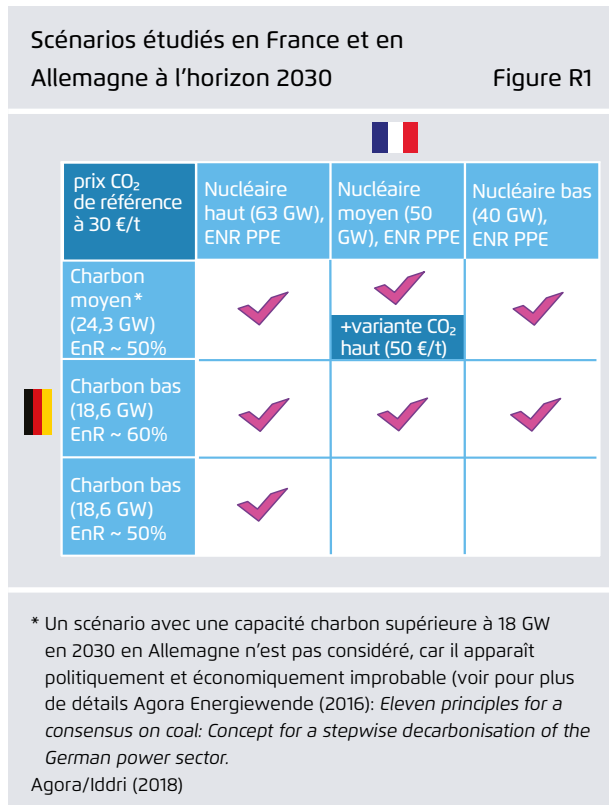 Scénarios étudiés en France et en
Allemagne à l'horizon 2030 Figure R1
prix CO₂
de référence
à 30 €/t
Nucléaire
haut (63 GW),
ENR PPE
Nucléaire
moyen (50
GW), ENR PPE
Nucléaire bas
(40 GW),
ENR PPE
Charbon
moyen*
(24,3 GW)
EnR ~ 50%
+variante CO₂
haut (50 €/t)
Charbon bas
(18,6 GW)
EnR ~ 60%
Charbon bas
(18,6 GW)
EnR ~ 50%
* Un scénario avec une capacité charbon supérieure à 18 GW
en 2030 en Allemagne n'est pas considéré, car il apparaît
politiquement et économiquement improbable (voir pour plus
de détails Agora Energiewende (2016): Eleven principles for a
consensus on coal: Concept for a stepwise decarbonisation of the
German power sector.
Agora/Iddri (2018)